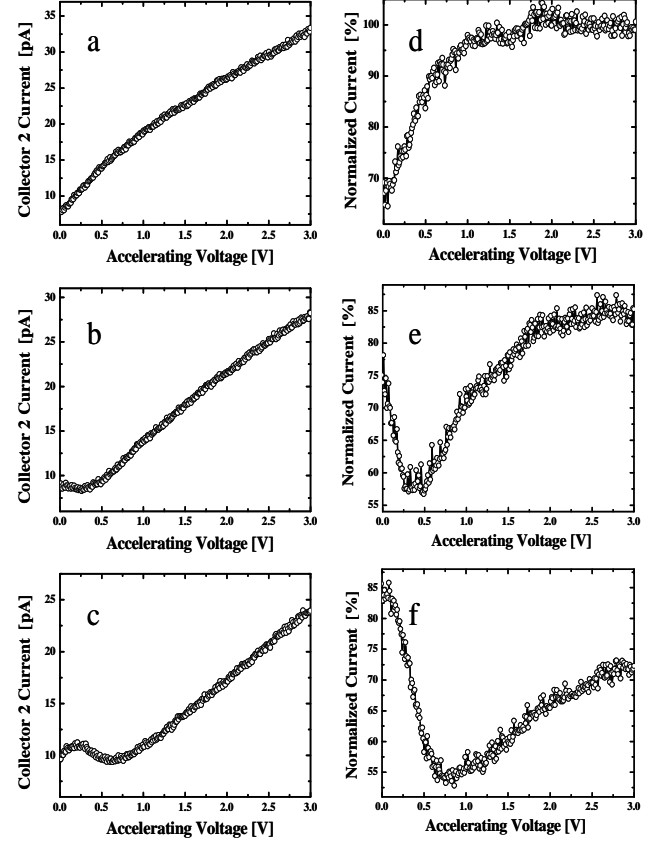 a
Collector 2 Current [pA]
35
30
25
20
15
10
0.0 0.5 1.0 1.5 2.0 2.5 3.0
Accelerating Voltage [V]
d
Normalized Current [%]
100
90
80
70
0.0 0.5 1.0 1.5 2.0 2.5 3.0
Accelerating Voltage [V]
b
Collector 2 Current [pA]
30
25
20
15
10
0.0 0.5 1.0 1.5 2.0 2.5 3.0
Accelerating Voltage [V]
e
Normalized Current [%]
85
80
75
70
65
60
55
0.0 0.5 1.0 1.5 2.0 2.5 3.0
Accelerating Voltage [V]
c
Collector 2 Current [pA]
25
20
15
10
0.0 0.5 1.0 1.5 2.0 2.5 3.0
Accelerating Voltage [V]
f
Normalized Current [%]
85
80
75
70
65
60
55
0.0 0.5 1.0 1.5 2.0 2.5 3.0
Accelerating Voltage [V]